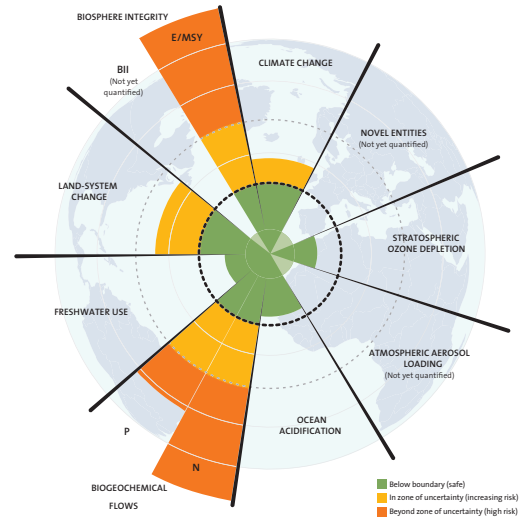 BIOSPHERE INTEGRITY
E/MSY
BII
(Not yet
quantified)
CLIMATE CHANGE
NOVEL ENTITIES
(Not yet quantified)
LAND-SYSTEM
CHANGE
STRATOSPHERIC
OZONE DEPLETION
FRESHWATER USE
ATMOSPHERIC AEROSOL
LOADING
(Not yet quantified)
OCEAN
ACIDIFICATION
P
N
BIOGEOCHEMICAL
FLOWS
Below boundary (safe)
In zone of uncertainty (increasing risk)
Beyond zone of uncertainty (high risk)